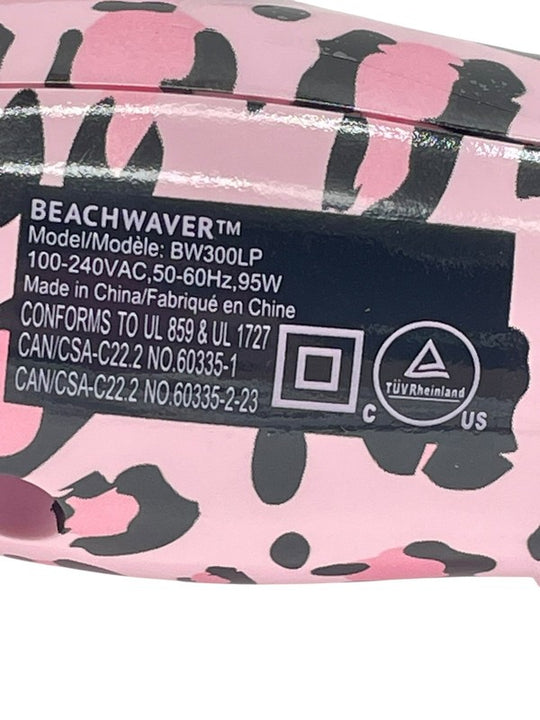 BEACHWAVER™
Model/Modèle: BW300LP
100-240VAC,50-60Hz,95W
Made in China/Fabriqué en Chine
CONFORMS TO UL 859 & UL 1727
CAN/CSA-C22.2 NO.60335-1
CAN/CSA-C22.2 NO.60335-2-23
TÜVRheinland
C US